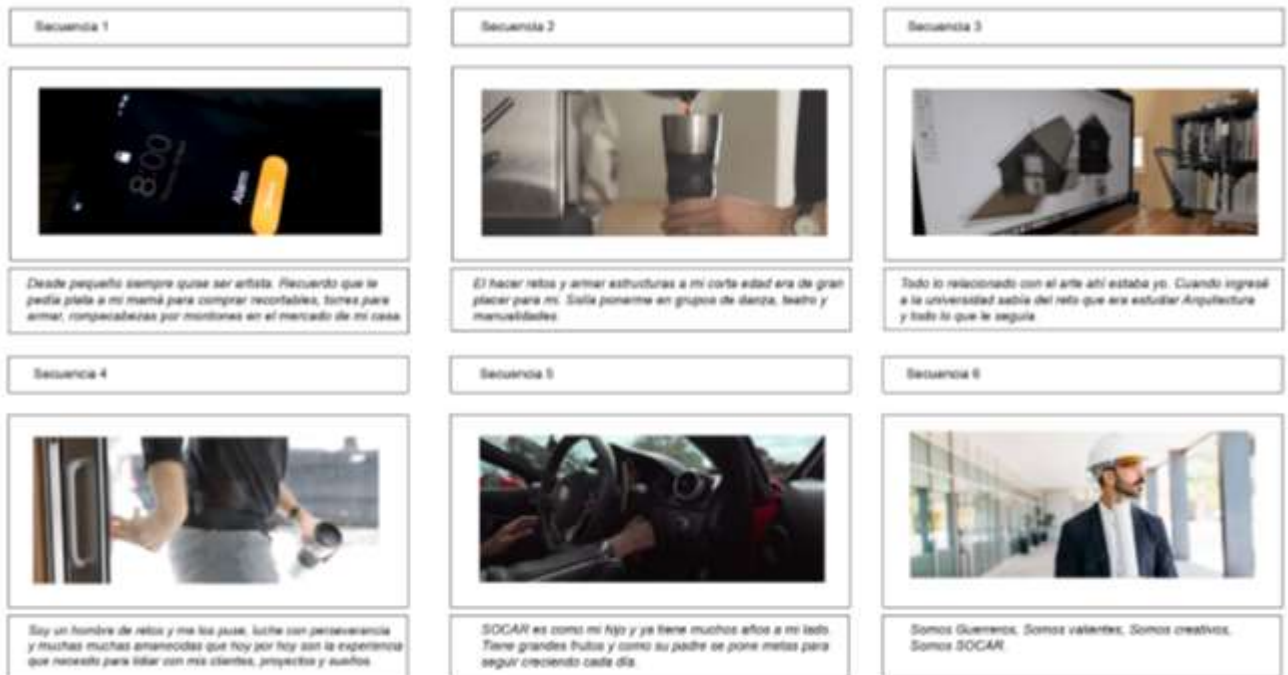 Secuencia 1
Secuencia 2
Secuencia 3
8:00
Alarm
Desde pequeño siempre quise ser artista. Recuerdo que le
pedía plata a mi mamá para comprar recortables, torres para
armar, rompecabezas por montones en el mercado de mi casa.
El hacer retos y armar estructuras a mi corta edad era de gran
placer para mi. Solía ponerme en grupos de danza, teatro y
manualidades.
Todo lo relacionado con el arte ahí estaba yo. Cuando ingresé
a la universidad sabía del reto que era estudiar Arquitectura
y todo lo que le seguía.
Secuencia 4
Secuencia 5
Secuencia 6
Soy un hombre de retos y me los puse, luche con perseverancia
y muchas muchas amanecidas que hoy por hoy son la experiencia
que necesito para lidiar con mis clientes, proyectos y sueños.
SOCAR es como mi hijo y ya tiene muchos años a mi lado.
Tiene grandes frutos y como su padre se pone metas para
seguir creciendo cada día.
Somos Guerreros, Somos valientes, Somos creativos,
Somos SOCAR.